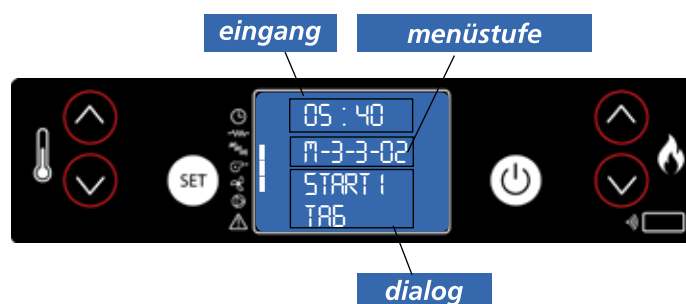 eingang
menüstufe
05 : 40
M-3-3-02
SET
START 1
TAG
dialog